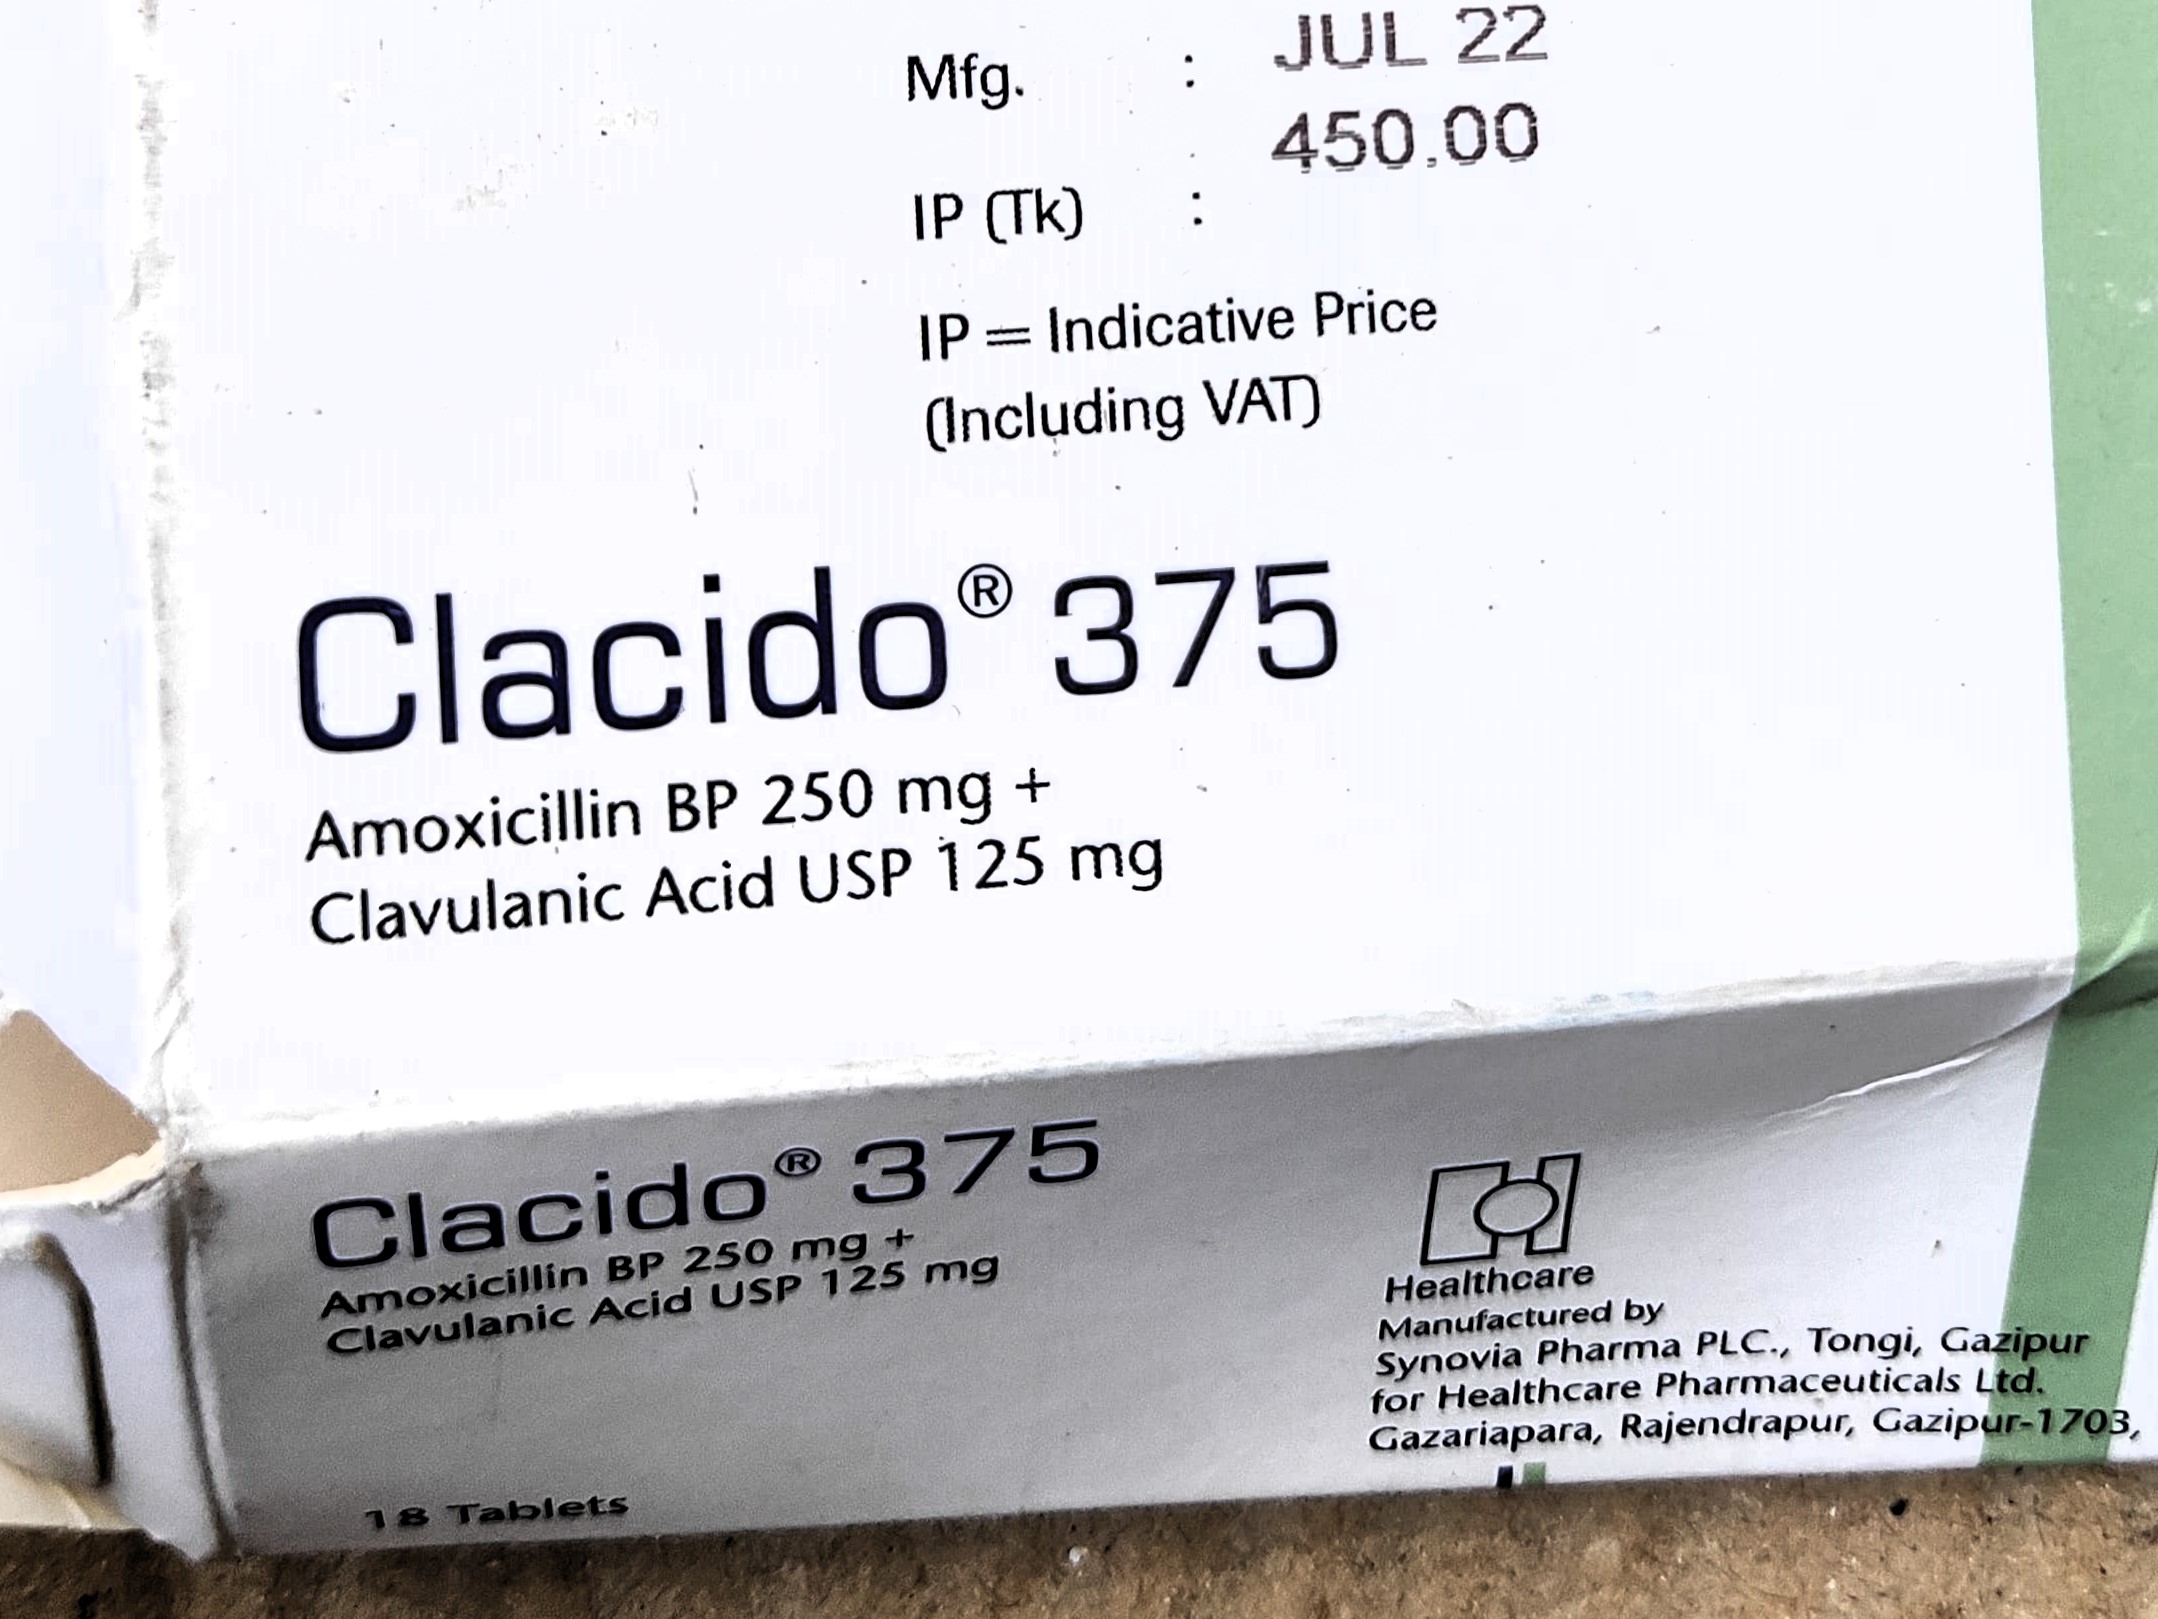 Mfg. : JUL 22
450.00
IP (Tk) :
IP = Indicative Price
(Including VAT)
Clacido® 375
Amoxicillin BP 250 mg +
Clavulanic Acid USP 125 mg
Clacido® 375
Amoxicillin BP 250 mg +
Clavulanic Acid USP 125 mg
18 Tablets
Healthcare
Manufactured by
Synovia Pharma PLC., Tongi, Gazipur
for Healthcare Pharmaceuticals Ltd.
Gazariapara, Rajendrapur, Gazipur-1703,